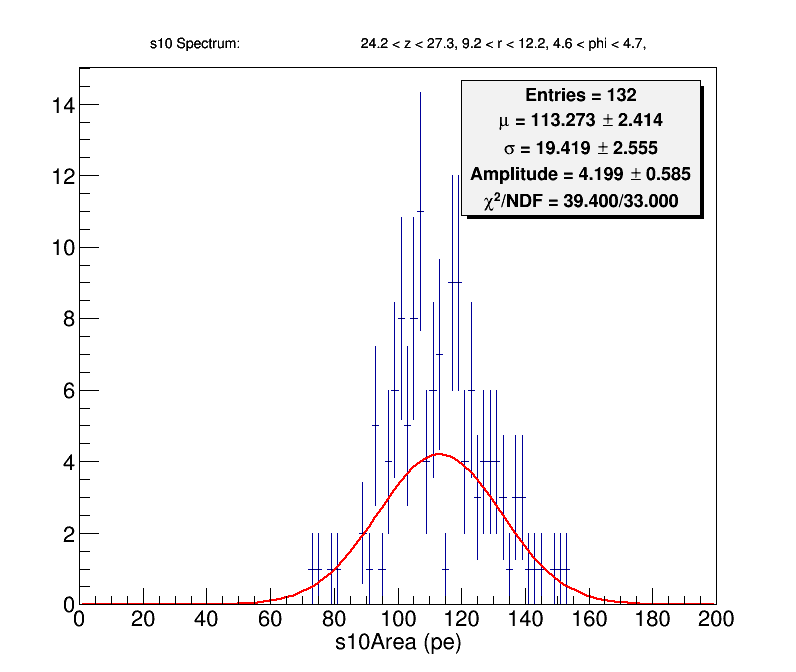 s10 Spectrum: 24.2 < z < 27.3, 9.2 < r < 12.2, 4.6 < phi < 4.7,
Entries = 132
μ = 113.273 ± 2.414
σ = 19.419 ± 2.555
Amplitude = 4.199 ± 0.585
χ²/NDF = 39.400/33.000
14
12
10
8
6
4
2
0
0 20 40 60 80 100 120 140 160 180 200
s10Area (pe)